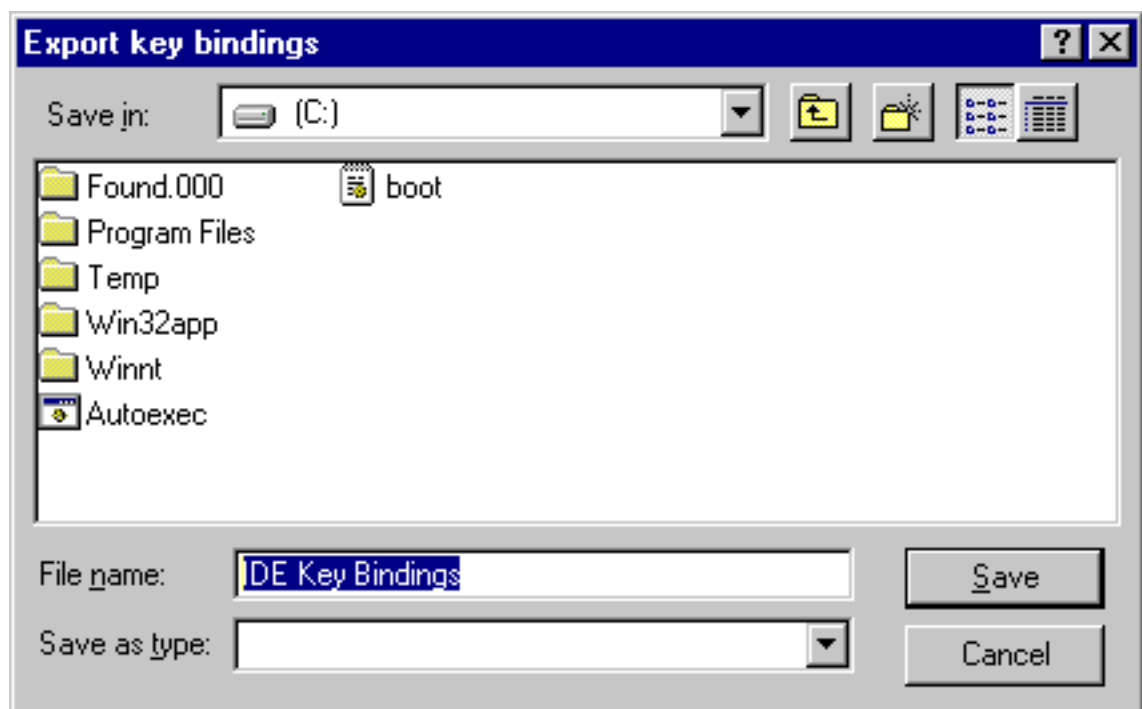 Export key bindings
Save in:
(C:)
Found.000
boot
Program Files
Temp
Win32app
Winnt
Autoexec
File name:
IDE Key Bindings
Save
Save as type:
Cancel